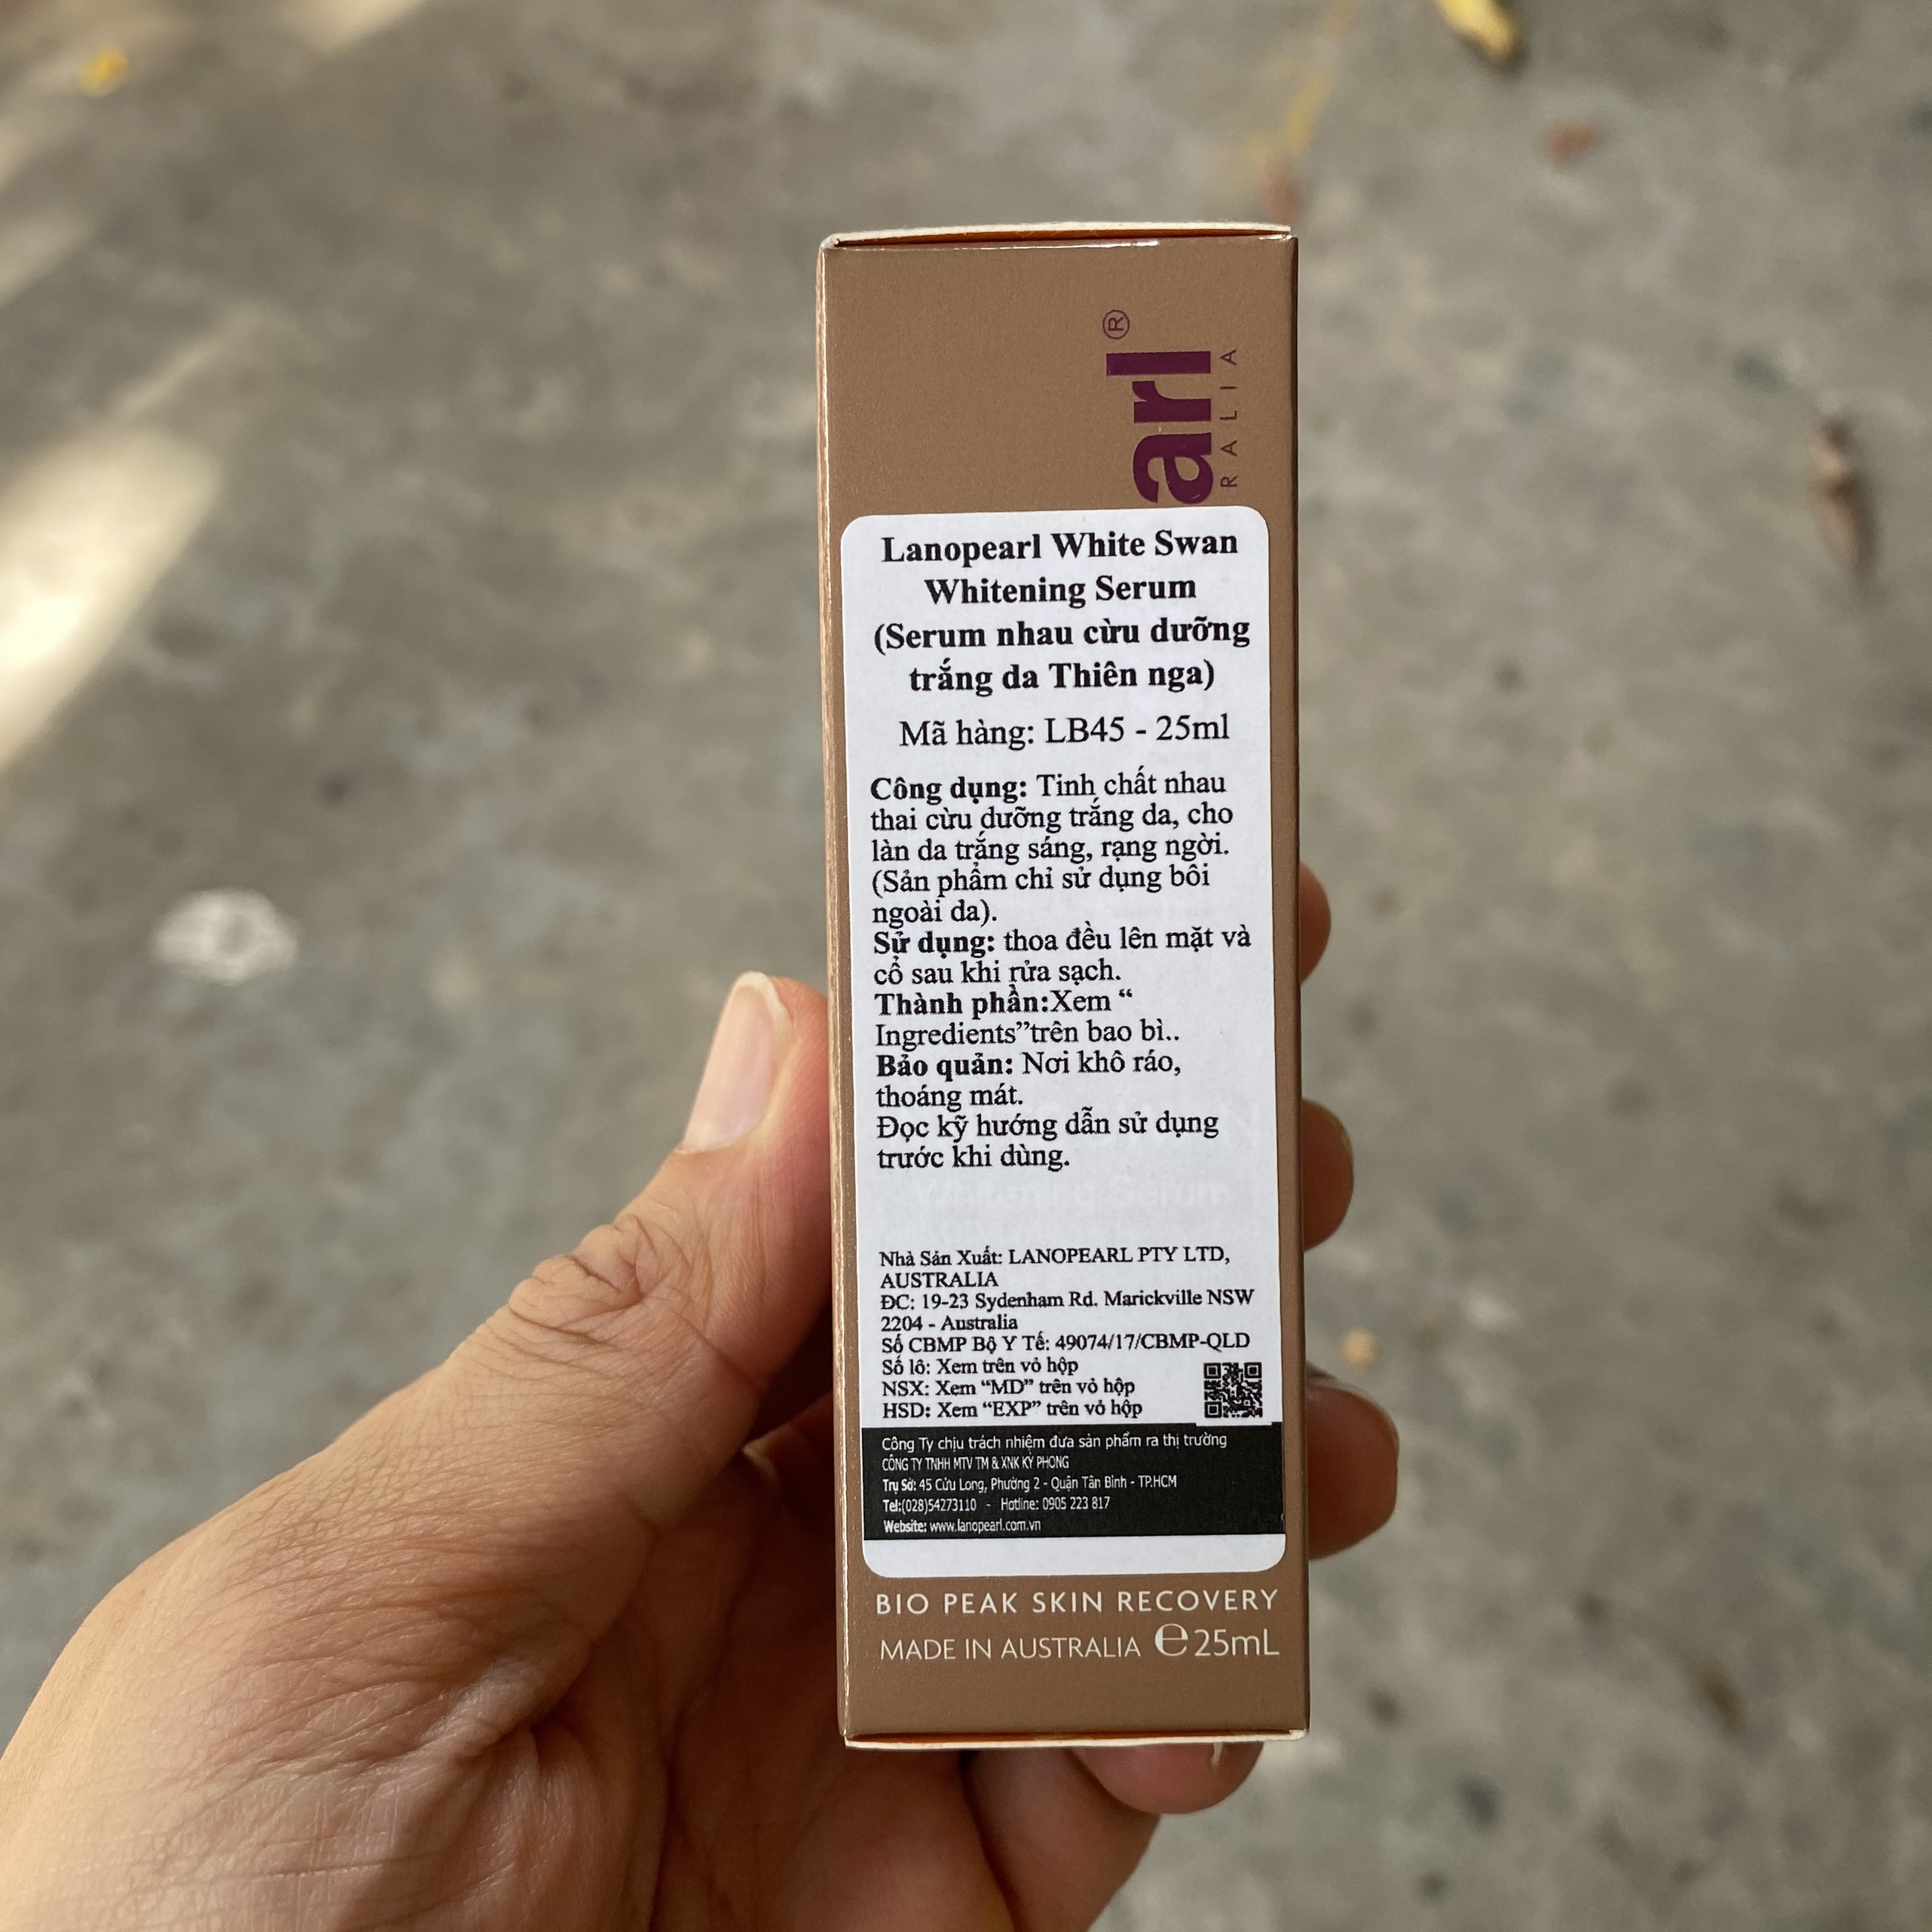 arl®
RALIA
Lanopearl White Swan
Whitening Serum
(Serum nhau cừu dưỡng
trắng da Thiên nga)
Mã hàng: LB45 - 25ml
Công dụng: Tinh chất nhau
thai cừu dưỡng trắng da, cho
làn da trắng sáng, rạng ngời.
(Sản phẩm chỉ sử dụng bôi
ngoài da).
Sử dụng: thoa đều lên mặt và
cổ sau khi rửa sạch.
Thành phần:Xem “
Ingredients”trên bao bì..
Bảo quản: Nơi khô ráo,
thoáng mát.
Đọc kỹ hướng dẫn sử dụng
trước khi dùng.
Whitening Serum
Nhà Sản Xuất: LANOPEARL PTY LTD,
AUSTRALIA
ĐC: 19-23 Sydenham Rd. Marickville NSW
2204 - Australia
Số CBMP Bộ Y Tế: 49074/17/CBMP-QLD
Số lô: Xem trên vỏ hộp
NSX: Xem “MD” trên vỏ hộp
HSD: Xem “EXP” trên vỏ hộp
Công Ty chịu trách nhiệm đưa sản phẩm ra thị trường
CÔNG TY TNHH MTV TM & XNK KỲ PHONG
Trụ Sở: 45 Cửu Long, Phường 2 - Quận Tân Bình - TP.HCM
Tel:(028)54273110 - Hotline: 0905 223 817
Website: www.lanopearl.com.vn
BIO PEAK SKIN RECOVERY
MADE IN AUSTRALIA ℮25mL